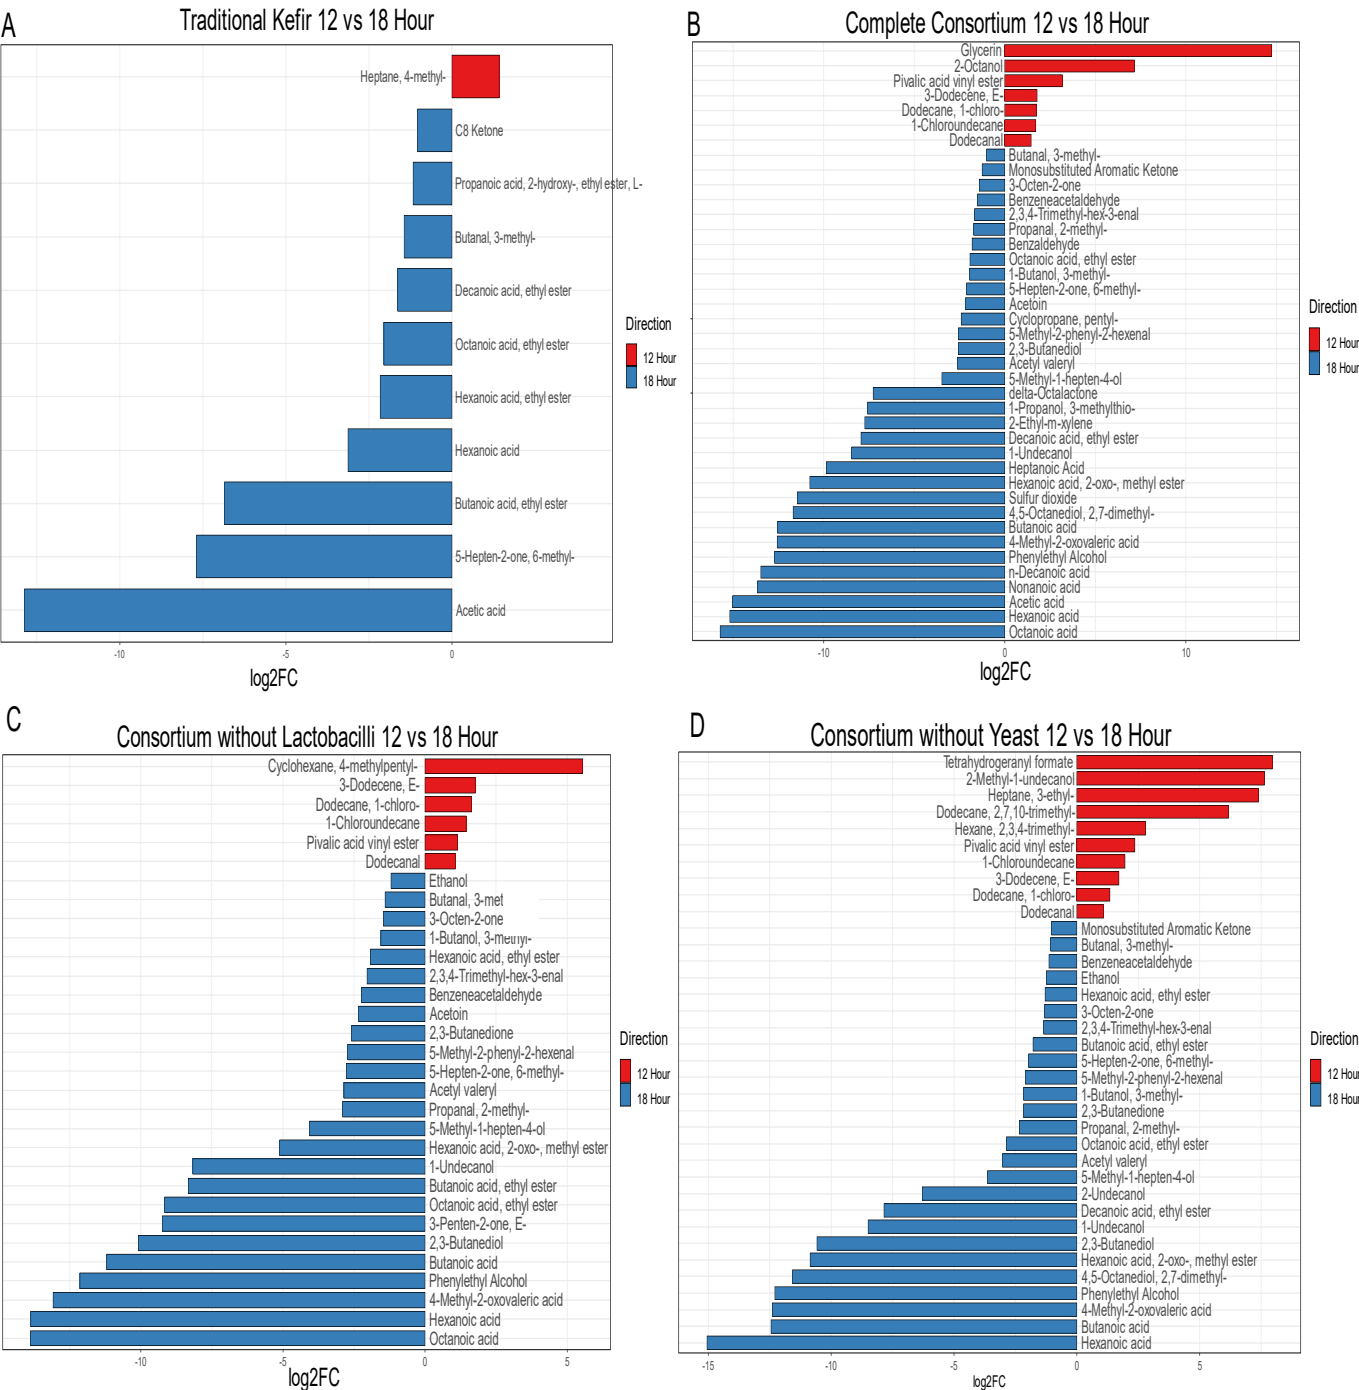 A
Traditional Kefir 12 vs 18 Hour
Heptane, 4-methyl-
C8 Ketone
Propanoic acid, 2-hydroxy-, ethyl ester, L-
Butanal, 3-methyl-
Decanoic acid, ethyl ester
Octanoic acid, ethyl ester
Hexanoic acid, ethyl ester
Hexanoic acid
Butanoic acid, ethyl ester
5-Hepten-2-one, 6-methyl-
Acetic acid
-10 -5 0
log2FC
Direction
12 Hour
18 Hour
B
Complete Consortium 12 vs 18 Hour
Glycerin
2-Octanol
Pivalic acid vinyl ester
3-Dodecene, E-
Dodecane, 1-chloro-
1-Chloroundecane
Dodecanal
Butanal, 3-methyl-
Monosubstituted Aromatic Ketone
3-Octen-2-one
Benzeneacetaldehyde
2,3,4-Trimethyl-hex-3-enal
Propanal, 2-methyl-
Benzaldehyde
Octanoic acid, ethyl ester
1-Butanol, 3-methyl-
5-Hepten-2-one, 6-methyl-
Acetoin
Cyclopropane, pentyl-
5-Methyl-2-phenyl-2-hexenal
2,3-Butanediol
Acetyl valeryl
5-Methyl-1-hepten-4-ol
delta-Octalactone
1-Propanol, 3-methylthio-
2-Ethyl-m-xylene
Decanoic acid, ethyl ester
1-Undecanol
Heptanoic Acid
Hexanoic acid, 2-oxo-, methyl ester
Sulfur dioxide
4,5-Octanediol, 2,7-dimethyl-
Butanoic acid
4-Methyl-2-oxovaleric acid
Phenylethyl Alcohol
n-Decanoic acid
Nonanoic acid
Acetic acid
Hexanoic acid
Octanoic acid
-10 0 10
log2FC
Direction
12 Hour
18 Hour
C
Consortium without Lactobacilli 12 vs 18 Hour
Cyclohexane, 4-methylpentyl-
3-Dodecene, E-
Dodecane, 1-chloro-
1-Chloroundecane
Pivalic acid vinyl ester
Dodecanal
Ethanol
Butanal, 3-met
3-Octen-2-one
1-Butanol, 3-methyl-
Hexanoic acid, ethyl ester
2,3,4-Trimethyl-hex-3-enal
Benzeneacetaldehyde
Acetoin
2,3-Butanedione
5-Methyl-2-phenyl-2-hexenal
5-Hepten-2-one, 6-methyl-
Acetyl valeryl
Propanal, 2-methyl-
5-Methyl-1-hepten-4-ol
Hexanoic acid, 2-oxo-, methyl ester
1-Undecanol
Butanoic acid, ethyl ester
Octanoic acid, ethyl ester
3-Penten-2-one, E-
2,3-Butanediol
Butanoic acid
Phenylethyl Alcohol
4-Methyl-2-oxovaleric acid
Hexanoic acid
Octanoic acid
-10 -5 0 5
log2FC
Direction
12 Hour
18 Hour
D
Consortium without Yeast 12 vs 18 Hour
Tetrahydrogeranyl formate
2-Methyl-1-undecanol
Heptane, 3-ethyl-
Dodecane, 2,7,10-trimethyl-
Hexane, 2,3,4-trimethyl-
Pivalic acid vinyl ester
1-Chloroundecane
3-Dodecene, E-
Dodecane, 1-chloro-
Dodecanal
Monosubstituted Aromatic Ketone
Butanal, 3-methyl-
Benzeneacetaldehyde
Ethanol
Hexanoic acid, ethyl ester
3-Octen-2-one
2,3,4-Trimethyl-hex-3-enal
Butanoic acid, ethyl ester
5-Hepten-2-one, 6-methyl-
5-Methyl-2-phenyl-2-hexenal
1-Butanol, 3-methyl-
2,3-Butanedione
Propanal, 2-methyl-
Octanoic acid, ethyl ester
Acetyl valeryl
5-Methyl-1-hepten-4-ol
2-Undecanol
Decanoic acid, ethyl ester
1-Undecanol
2,3-Butanediol
Hexanoic acid, 2-oxo-, methyl ester
4,5-Octanediol, 2,7-dimethyl-
Phenylethyl Alcohol
4-Methyl-2-oxovaleric acid
Butanoic acid
Hexanoic acid
-15 -10 -5 0 5
log2FC
Direction
12 Hour
18 Hour